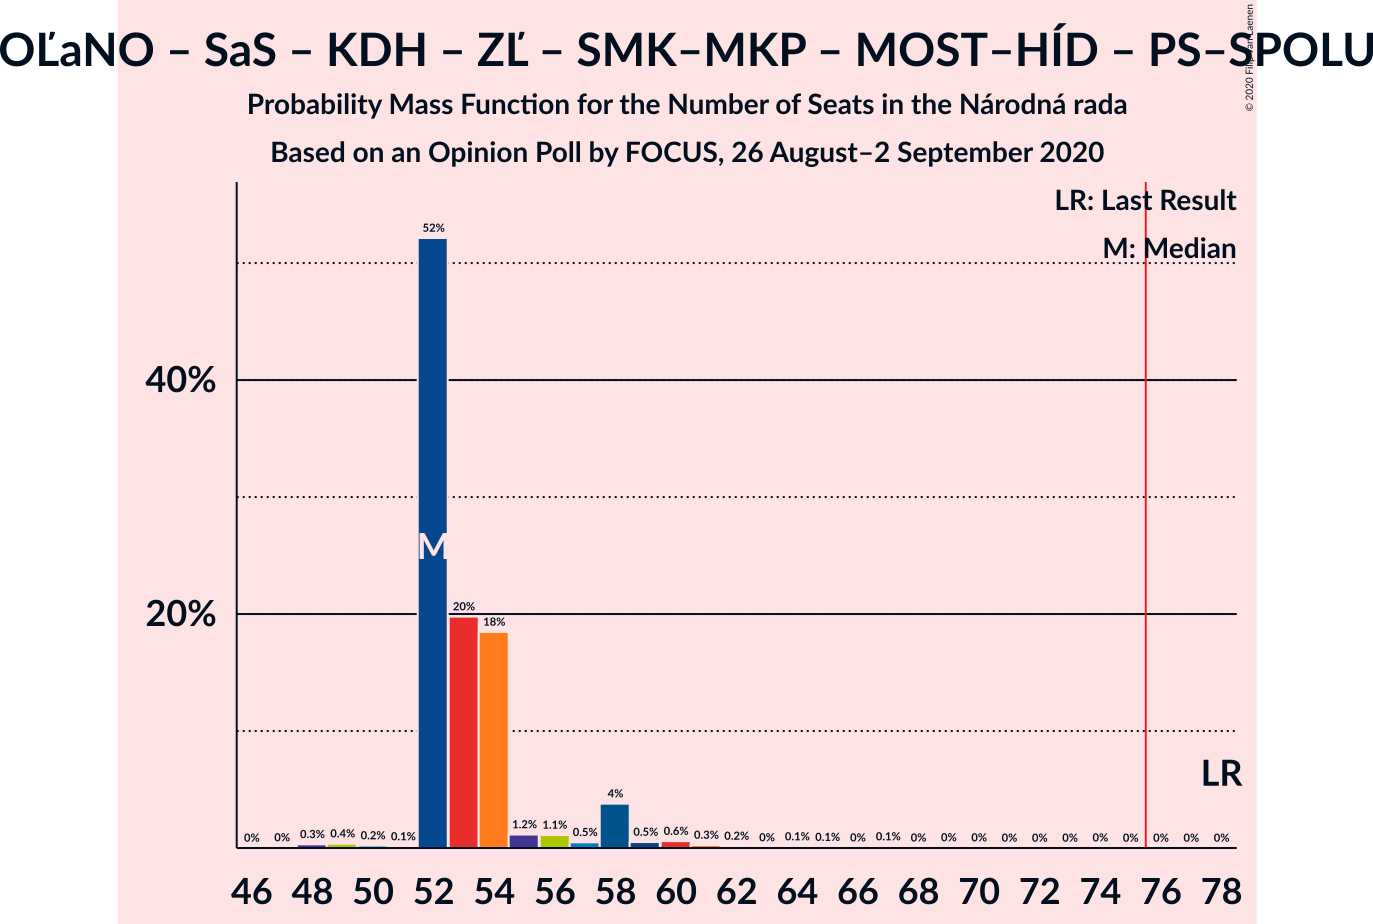 OĽaNO – SaS – KDH – ZĽ – SMK–MKP – MOST–HÍD – PS–SPOLU
Probability Mass Function for the Number of Seats in the Národná rada
Based on an Opinion Poll by FOCUS, 26 August–2 September 2020
© 2020 Filip van Laenen
LR: Last Result
M: Median
40%
20%
52%
M
20%
18%
LR
0% 0% 0.3% 0.4% 0.2% 0.1% 1.2% 1.1% 0.5% 4% 0.5% 0.6% 0.3% 0.2% 0% 0.1% 0.1% 0% 0.1% 0% 0% 0% 0% 0% 0% 0% 0% 0% 0% 0%
46 48 50 52 54 56 58 60 62 64 66 68 70 72 74 76 78